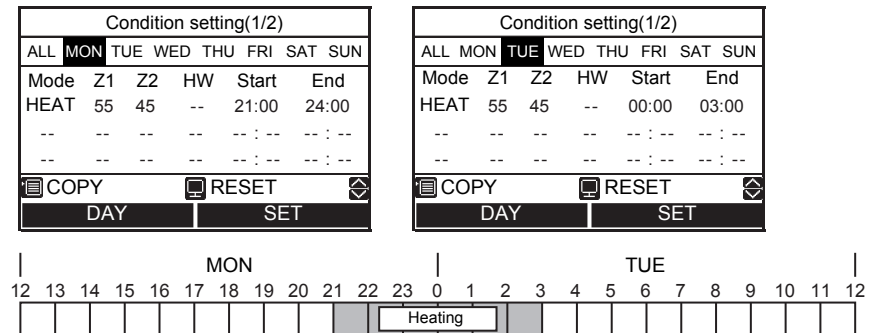 Condition setting(1/2)
ALL MON TUE WED THU FRI SAT SUN
Mode Z1 Z2 HW Start End
HEAT 55 45 -- 21:00 24:00
-- -- -- -- -- : -- -- : --
-- -- -- -- -- : -- -- : --
COPY RESET
DAY SET
Condition setting(1/2)
ALL MON TUE WED THU FRI SAT SUN
Mode Z1 Z2 HW Start End
HEAT 55 45 -- 00:00 03:00
-- -- -- -- -- : -- -- : --
-- -- -- -- -- : -- -- : --
COPY RESET
DAY SET
MON TUE
12 13 14 15 16 17 18 19 20 21 22 23 0 1 2 3 4 5 6 7 8 9 10 11 12
Heating